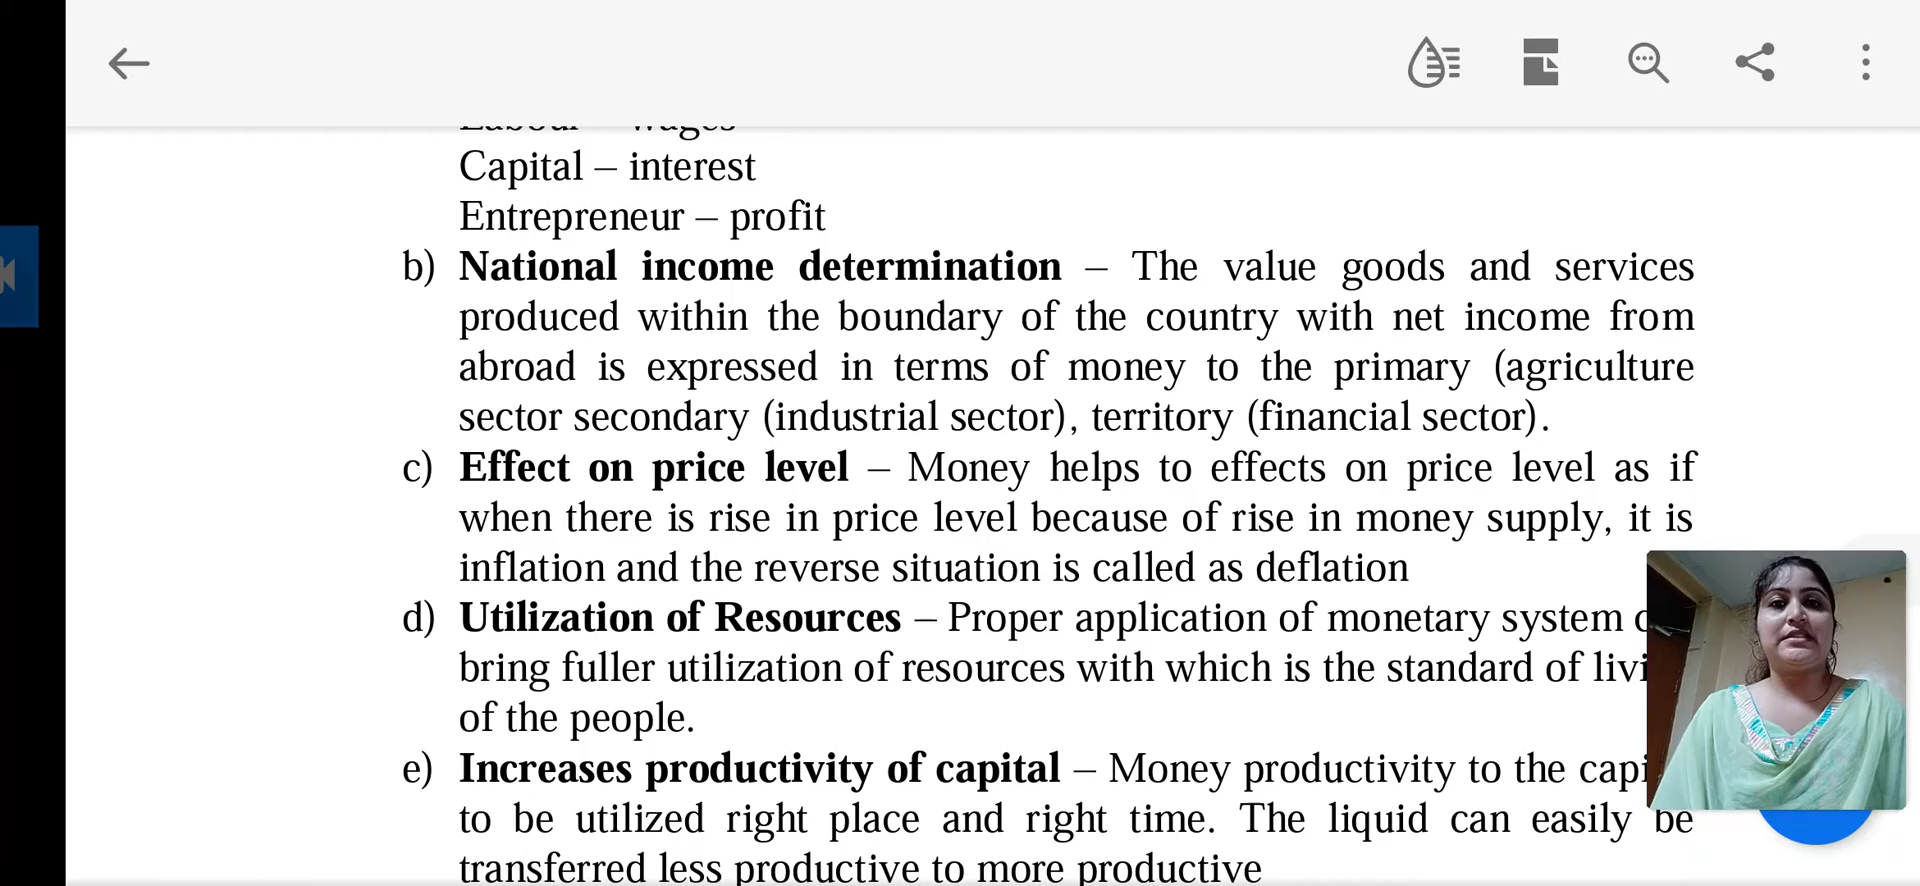 Labour – wages
Capital – interest
Entrepreneur – profit
b) National income determination – The value goods and services
produced within the boundary of the country with net income from
abroad is expressed in terms of money to the primary (agriculture
sector secondary (industrial sector), territory (financial sector).
c) Effect on price level – Money helps to effects on price level as if
when there is rise in price level because of rise in money supply, it is
inflation and the reverse situation is called as deflation
d) Utilization of Resources – Proper application of monetary system
bring fuller utilization of resources with which is the standard of
of the people.
e) Increases productivity of capital – Money productivity to the
to be utilized right place and right time. The liquid can easily be
transferred less productive to more productive